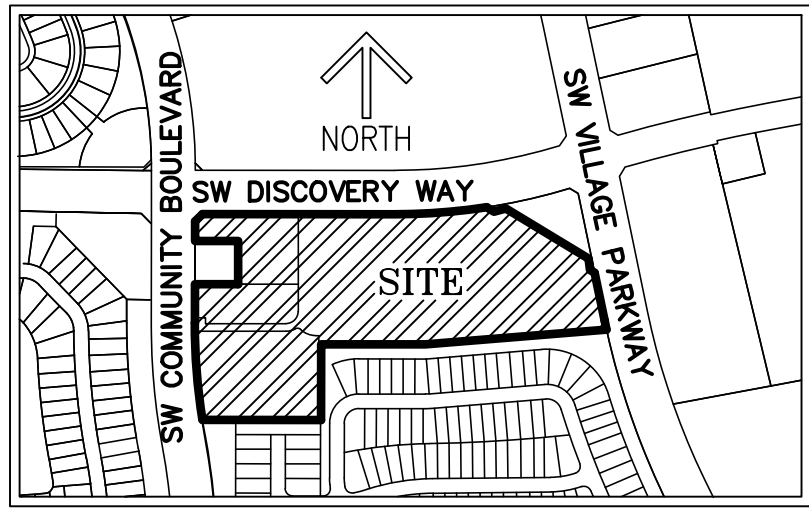 NORTH
SW COMMUNITY BOULEVARD
SW DISCOVERY WAY
SW VILLAGE PARKWAY
SITE